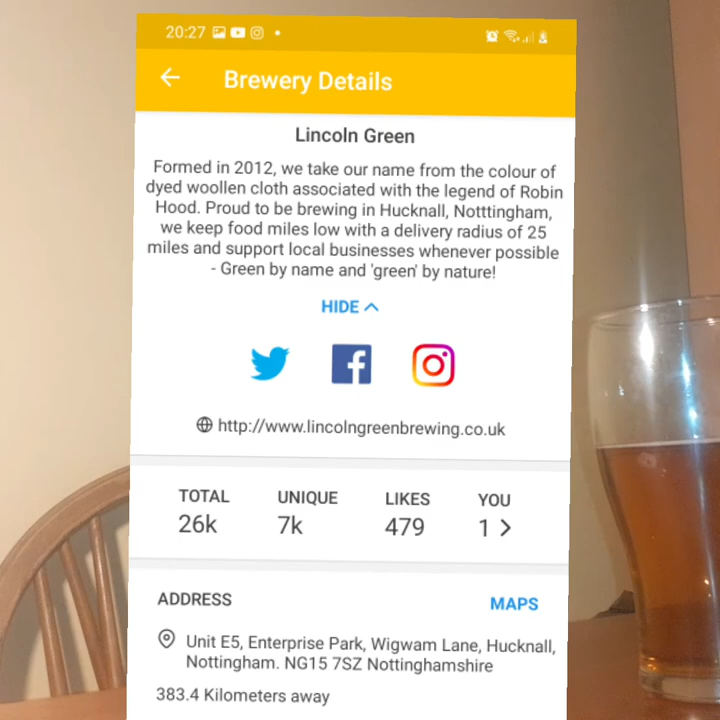 20:27
Brewery Details
Lincoln Green
Formed in 2012, we take our name from the colour of
dyed woollen cloth associated with the legend of Robin
Hood. Proud to be brewing in Hucknall, Notttingham,
we keep food miles low with a delivery radius of 25
miles and support local businesses whenever possible
- Green by name and 'green' by nature!
HIDE
http://www.lincolngreenbrewing.co.uk
TOTAL UNIQUE LIKES YOU
26k 7k 479 1 >
ADDRESS MAPS
Unit E5, Enterprise Park, Wigwam Lane, Hucknall,
Nottingham. NG15 7SZ Nottinghamshire
383.4 Kilometers away